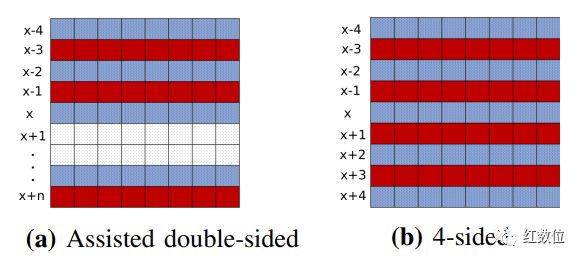 x-4
x-3
x-2
x-1
x
x+1
.
.
.
x+n
(a) Assisted double-sided
x-4
x-3
x-2
x-1
x
x+1
x+2
x+3
x+4
(b) 4-sided
红数位